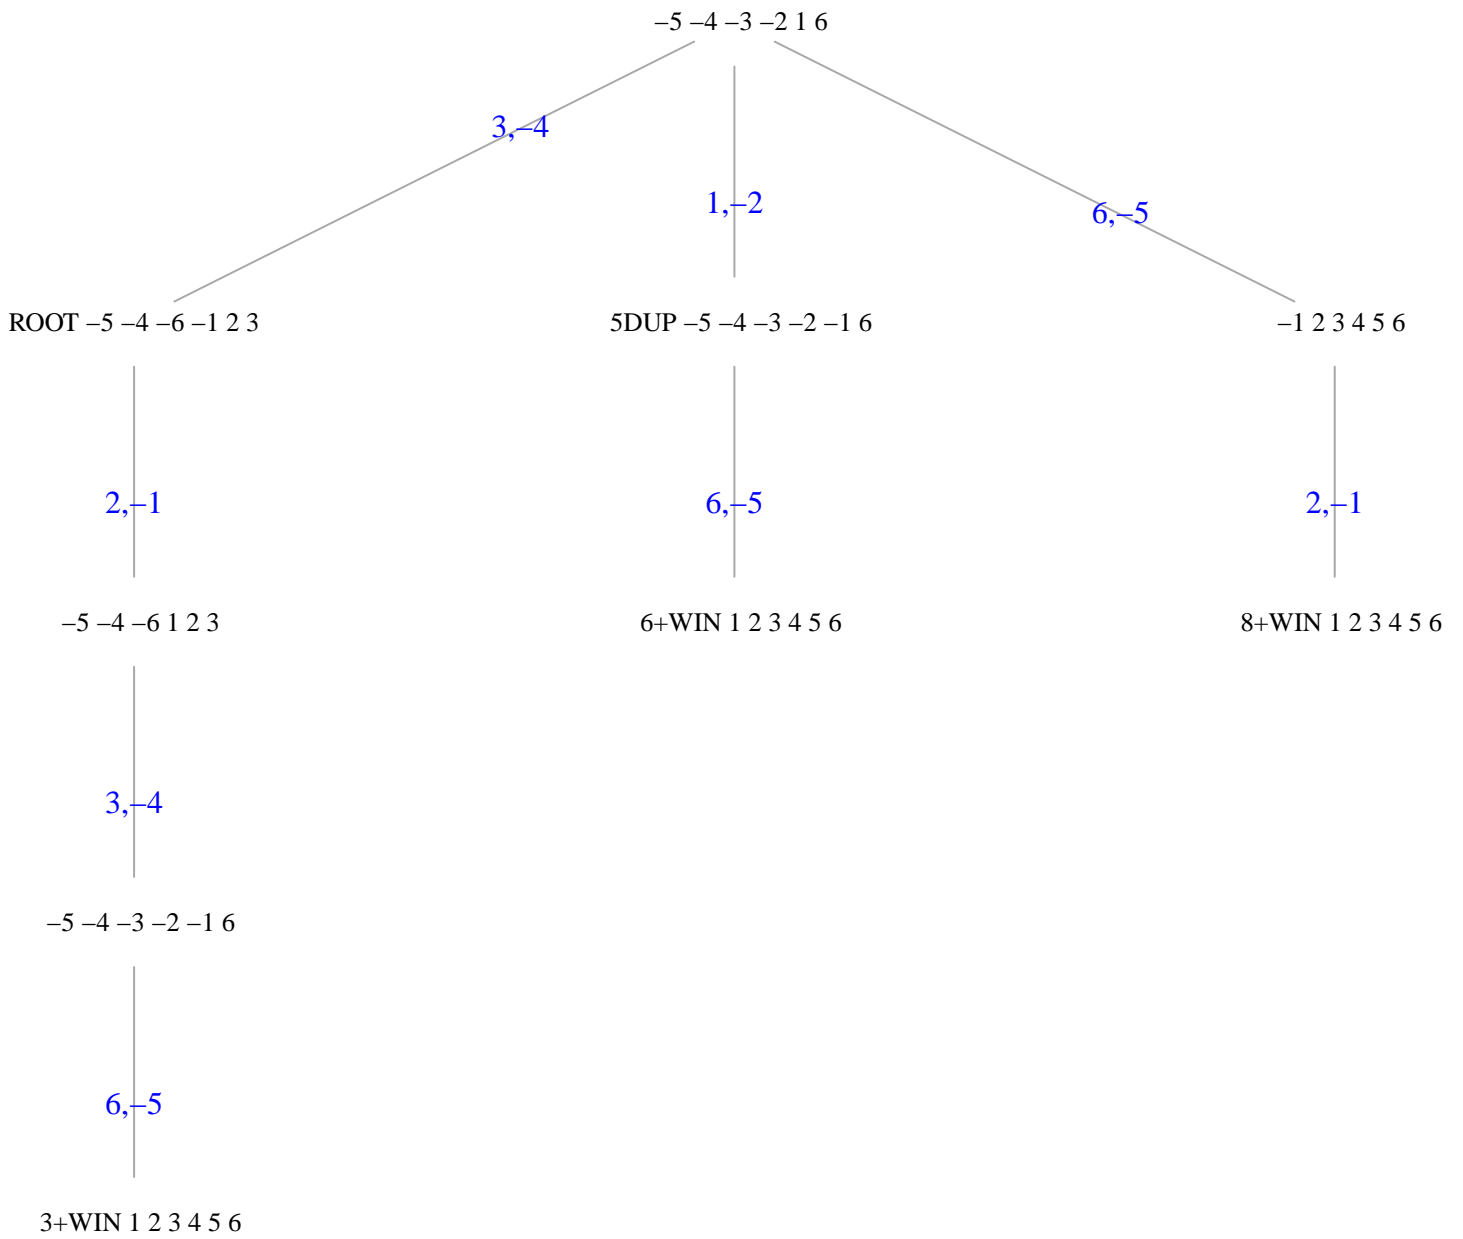 –5 –4 –3 –2 1 6
3,–4
1,–2
6,–5
ROOT –5 –4 –6 –1 2 3
5DUP –5 –4 –3 –2 –1 6
–1 2 3 4 5 6
2,–1
6,–5
2,–1
–5 –4 –6 1 2 3
6+WIN 1 2 3 4 5 6
8+WIN 1 2 3 4 5 6
3,–4
–5 –4 –3 –2 –1 6
6,–5
3+WIN 1 2 3 4 5 6